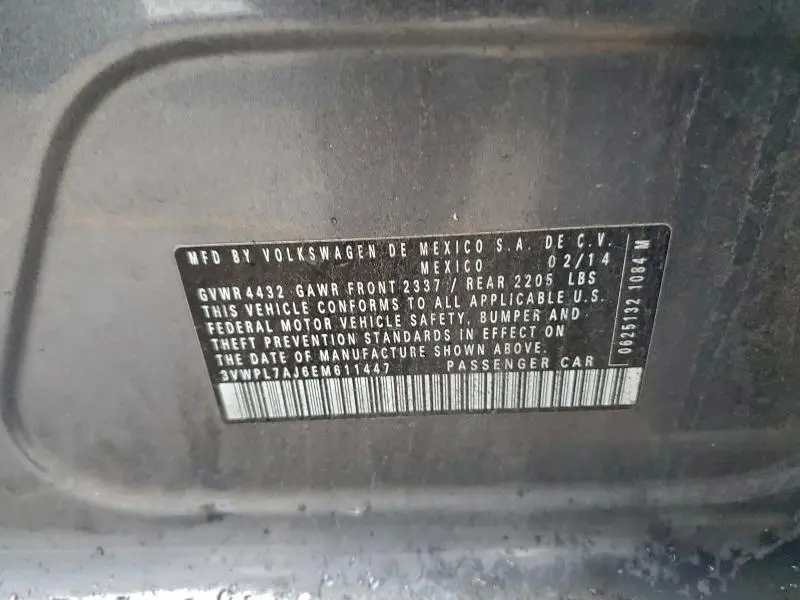 MFD BY VOLKSWAGEN DE MEXICO S.A. DE C.V.
MEXICO 02/14
GVWR 4432 GAWR FRONT 2337 / REAR 2205 LBS
THIS VEHICLE CONFORMS TO ALL APPLICABLE U.S.
FEDERAL MOTOR VEHICLE SAFETY, BUMPER AND
THEFT PREVENTION STANDARDS IN EFFECT ON
THE DATE OF MANUFACTURE SHOWN ABOVE.
3VWPL7AJ6EM611447 PASSENGER CAR
0625132 1084 M